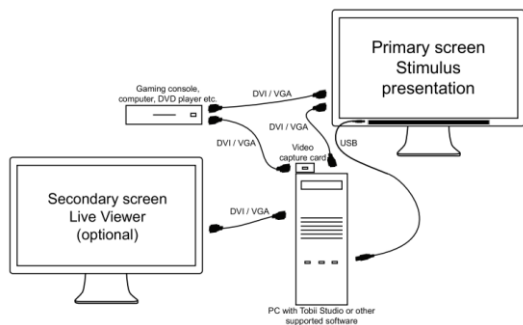 Primary screen
Stimulus
presentation
Gaming console,
computer, DVD player etc.
DVI / VGA
DVI / VGA
USB
DVI / VGA
Video
capture card
Secondary screen
Live Viewer
(optional)
DVI / VGA
PC with Tobii Studio or other
supported software